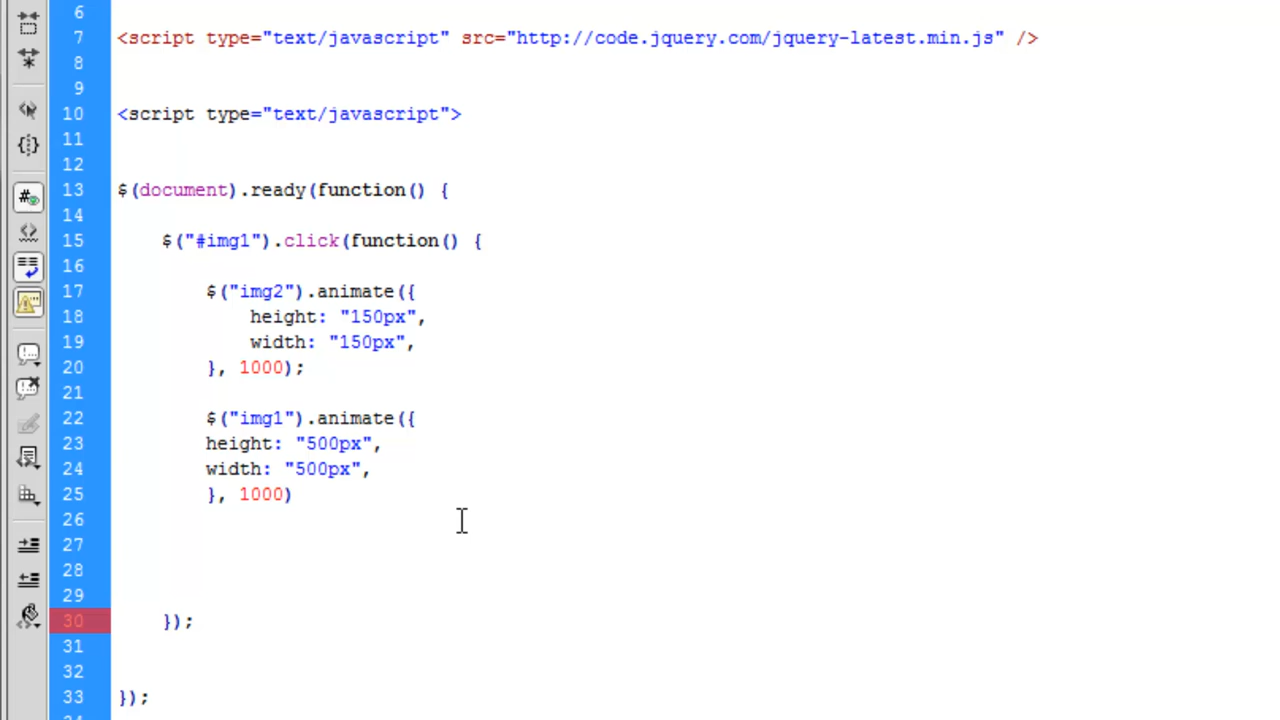 6
7 <script type="text/javascript" src="http://code.jquery.com/jquery-latest.min.js" />
8
9
10 <script type="text/javascript">
11
12
13 $(document).ready(function() {
14
15 $("#img1").click(function() {
16
17 $("img2").animate({
18 height: "150px",
19 width: "150px",
20 }, 1000);
21
22 $("img1").animate({
23 height: "500px",
24 width: "500px",
25 }, 1000)
26
27
28
29
30 });
31
32
33 });